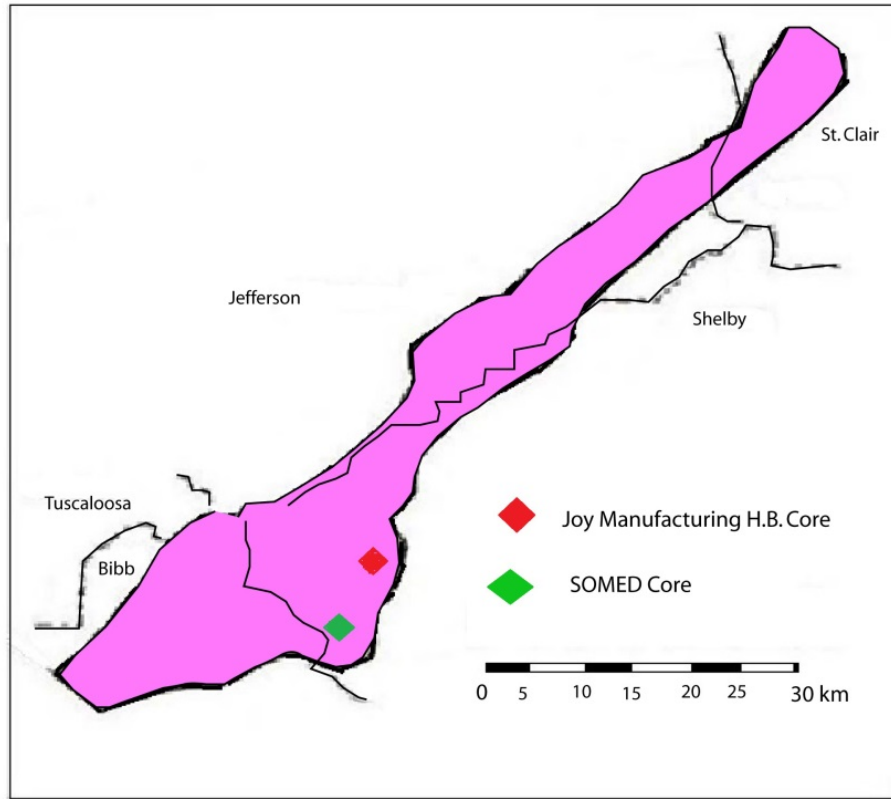 St. Clair
Jefferson
Shelby
Tuscaloosa
Bibb
Joy Manufacturing H.B. Core
SOMED Core
0 5 10 15 20 25 30 km